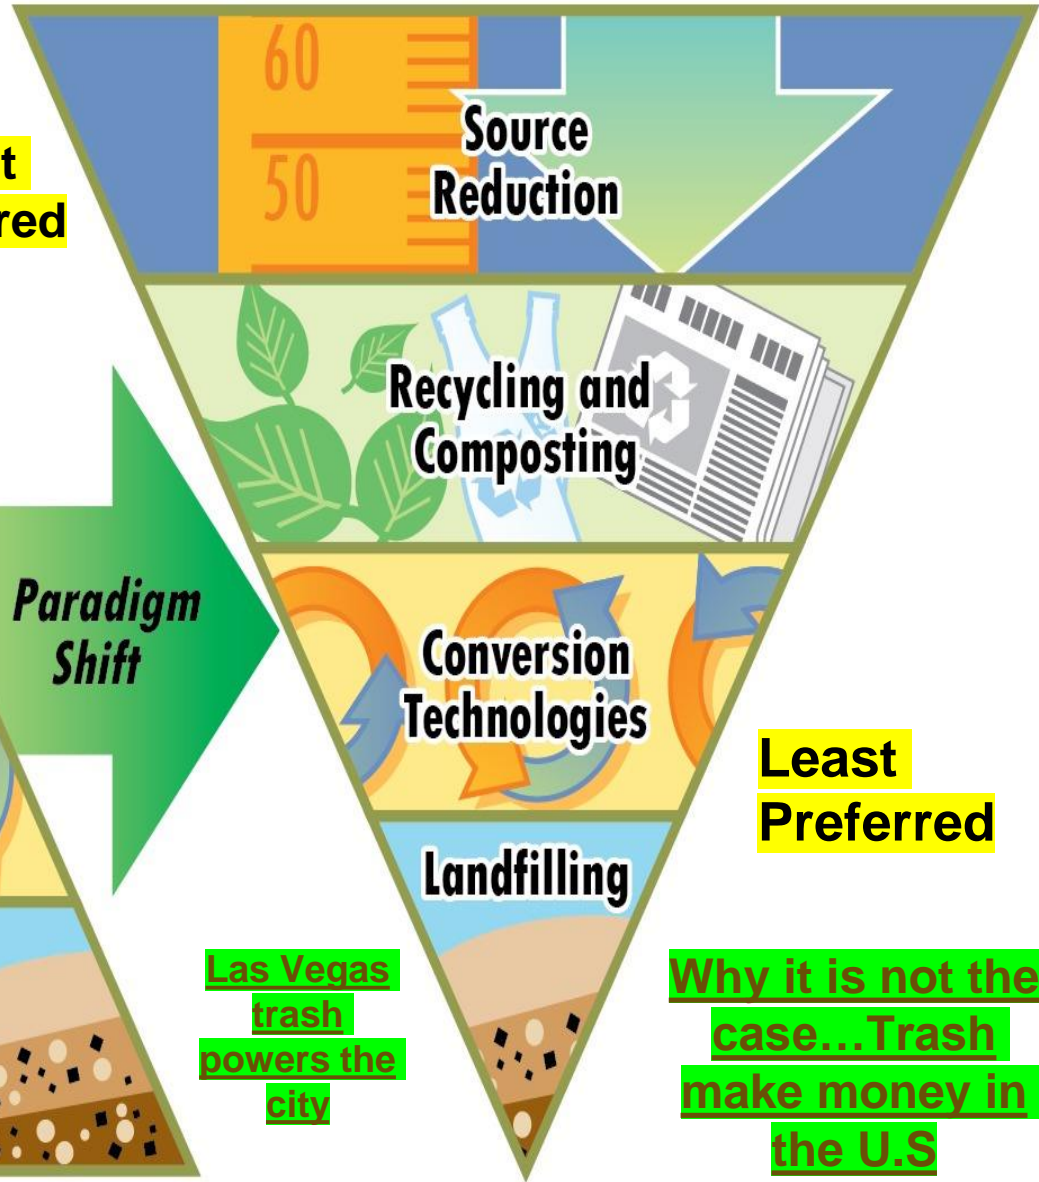 60
50
Source
Reduction
t
red
Recycling and
Composting
Paradigm
Shift
Conversion
Technologies
Least
Preferred
Landfilling
Las Vegas
trash
powers the
city
Why it is not the
case…Trash
make money in
the U.S